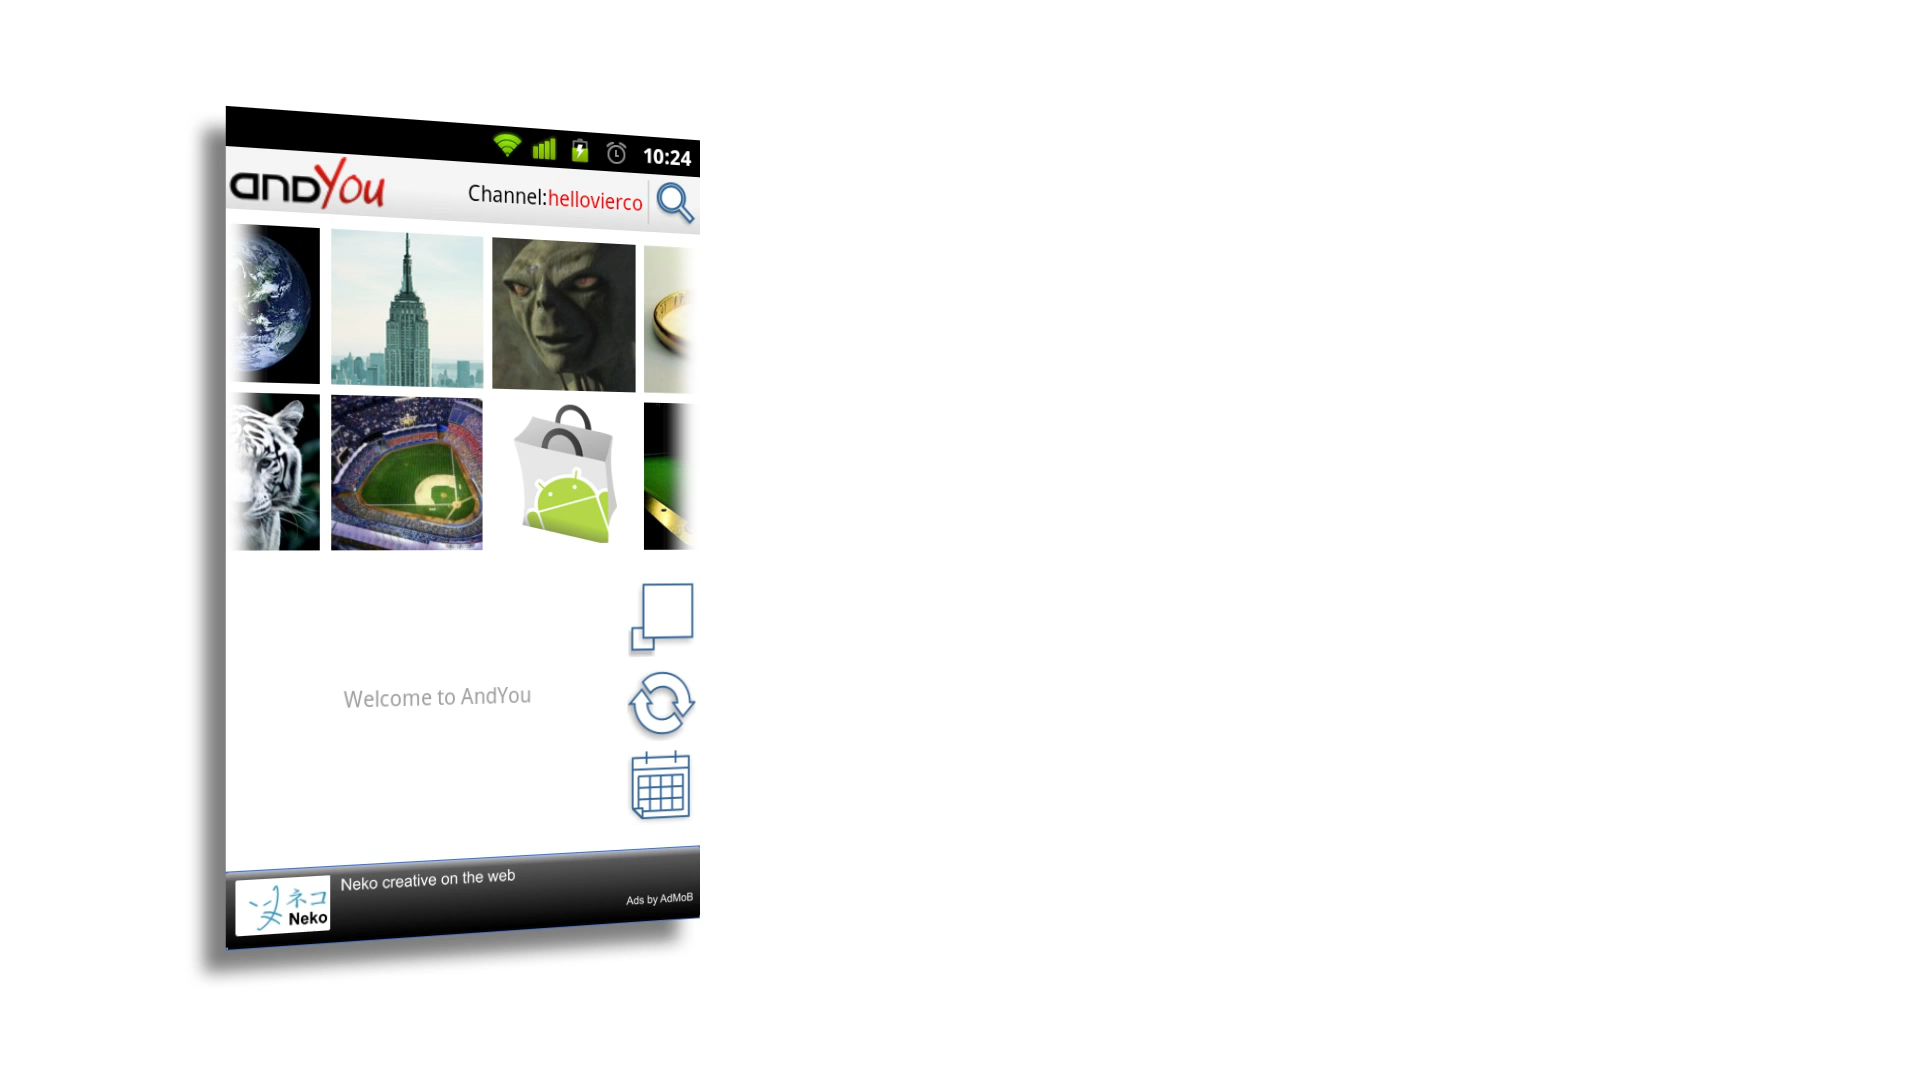 10:24
andYou
Channel:hellovierco
Welcome to AndYou
Neko creative on the web
ネコ
Neko
Ads by AdMoB